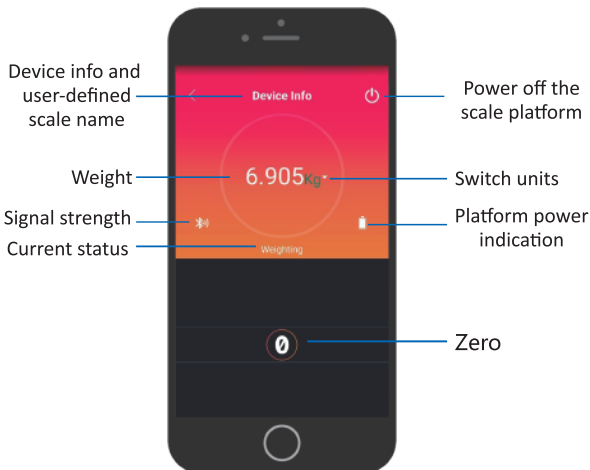 Device info and
user-defined
scale name
Device Info
Power off the
scale platform
Weight
6.905Kg
Switch units
Signal strength
Platform power
indication
Current status
Weighting
0
Zero